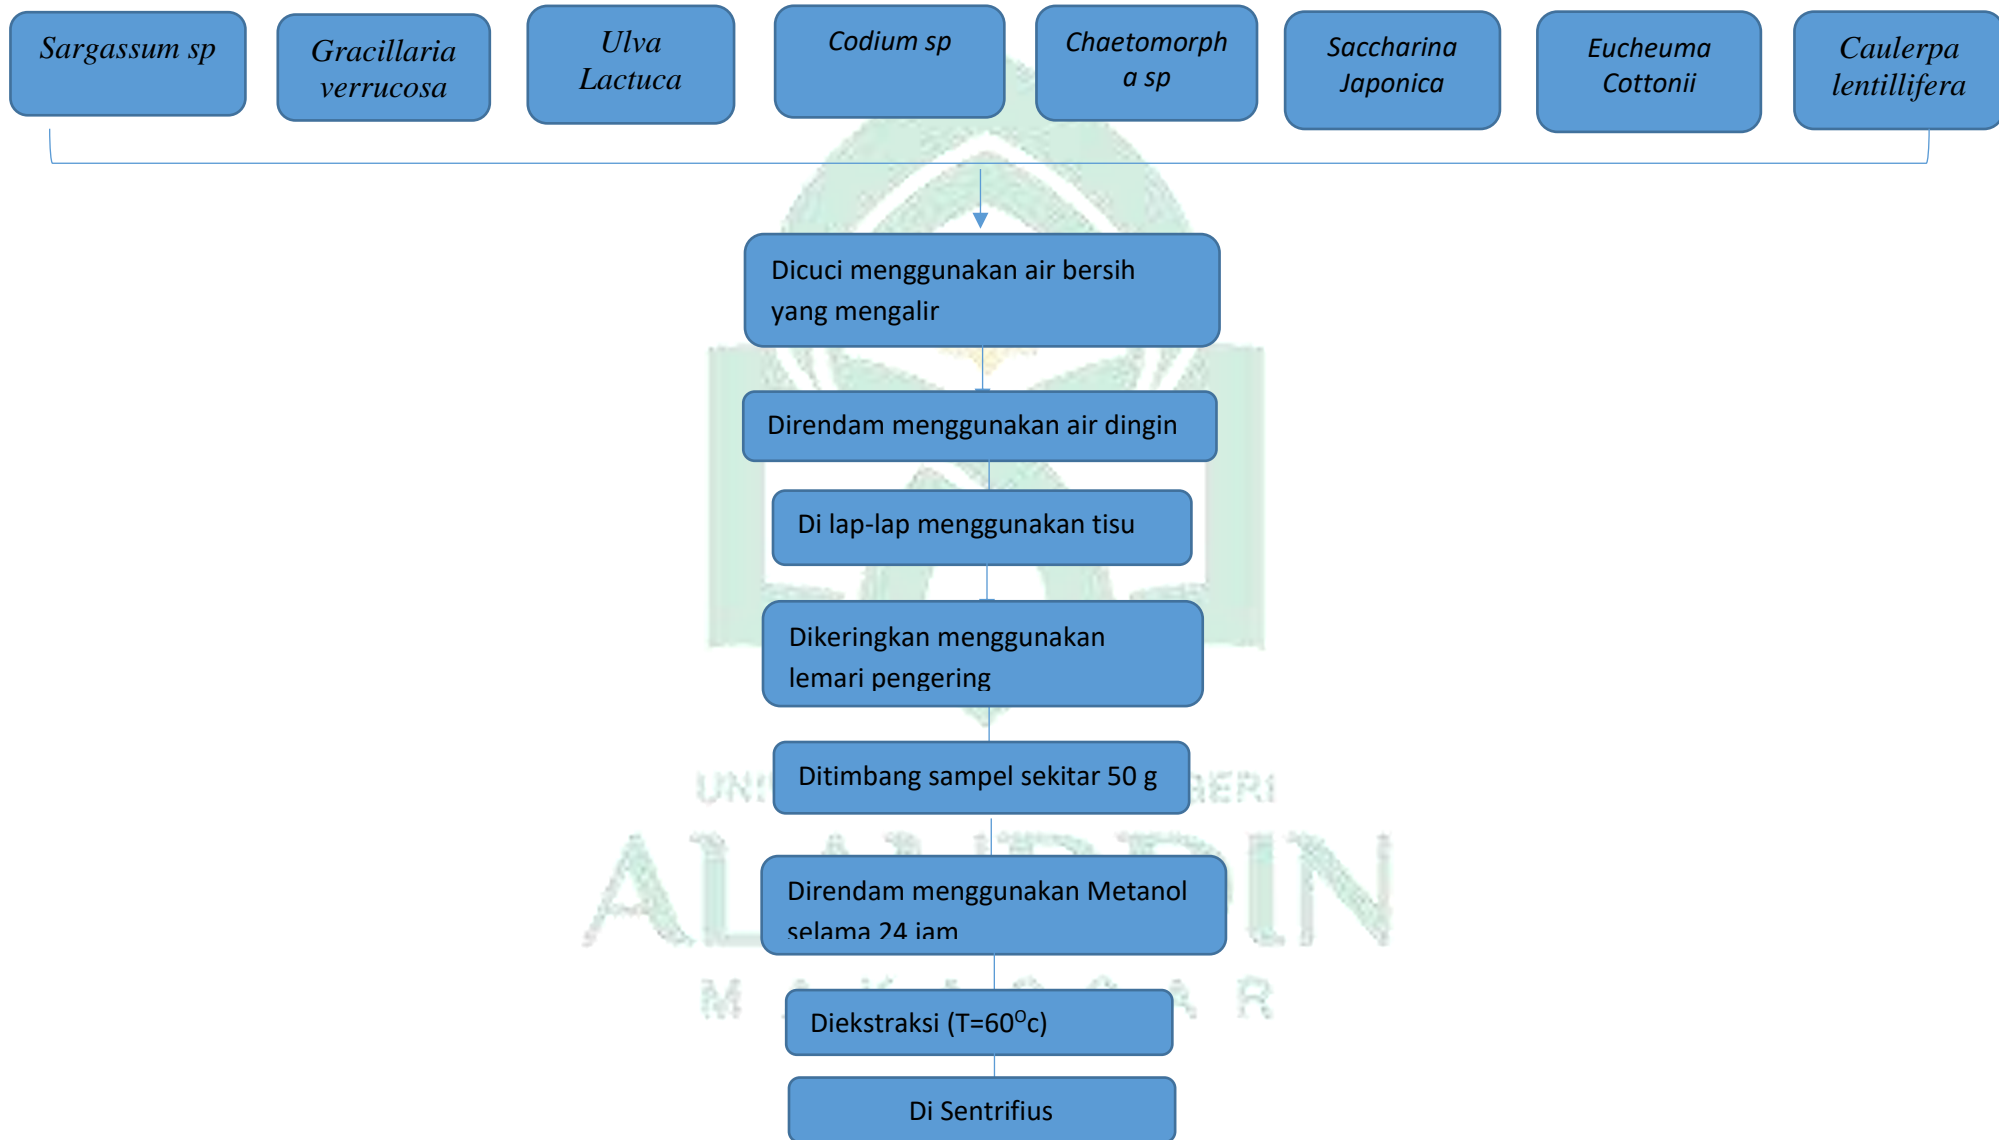 Sargassum sp
Gracillaria
verrucosa
Ulva
Lactuca
Codium sp
Chaetomorph
a sp
Saccharina
Japonica
Eucheuma
Cottonii
Caulerpa
lentillifera
Dicuci menggunakan air bersih
yang mengalir
Direndam menggunakan air dingin
Di lap-lap menggunakan tisu
Dikeringkan menggunakan
lemari pengering
Ditimbang sampel sekitar 50 g
Direndam menggunakan Metanol
selama 24 jam
Diekstraksi (T=60⁰c)
Di Sentrifius